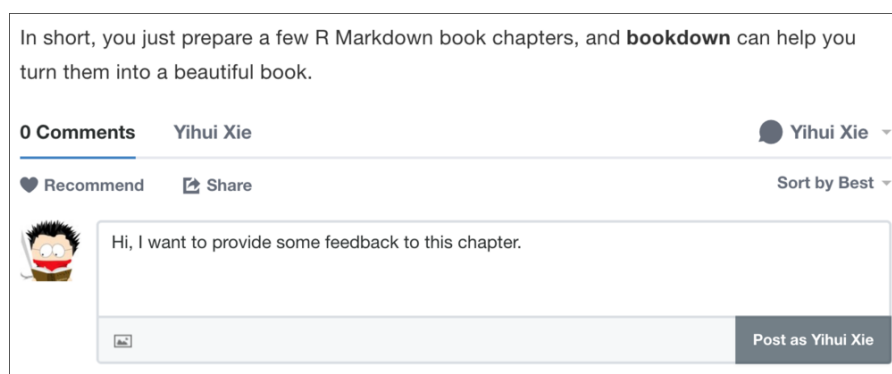 In short, you just prepare a few R Markdown book chapters, and bookdown can help you
turn them into a beautiful book.
0 Comments Yihui Xie Yihui Xie
Recommend Share Sort by Best
Hi, I want to provide some feedback to this chapter.
Post as Yihui Xie